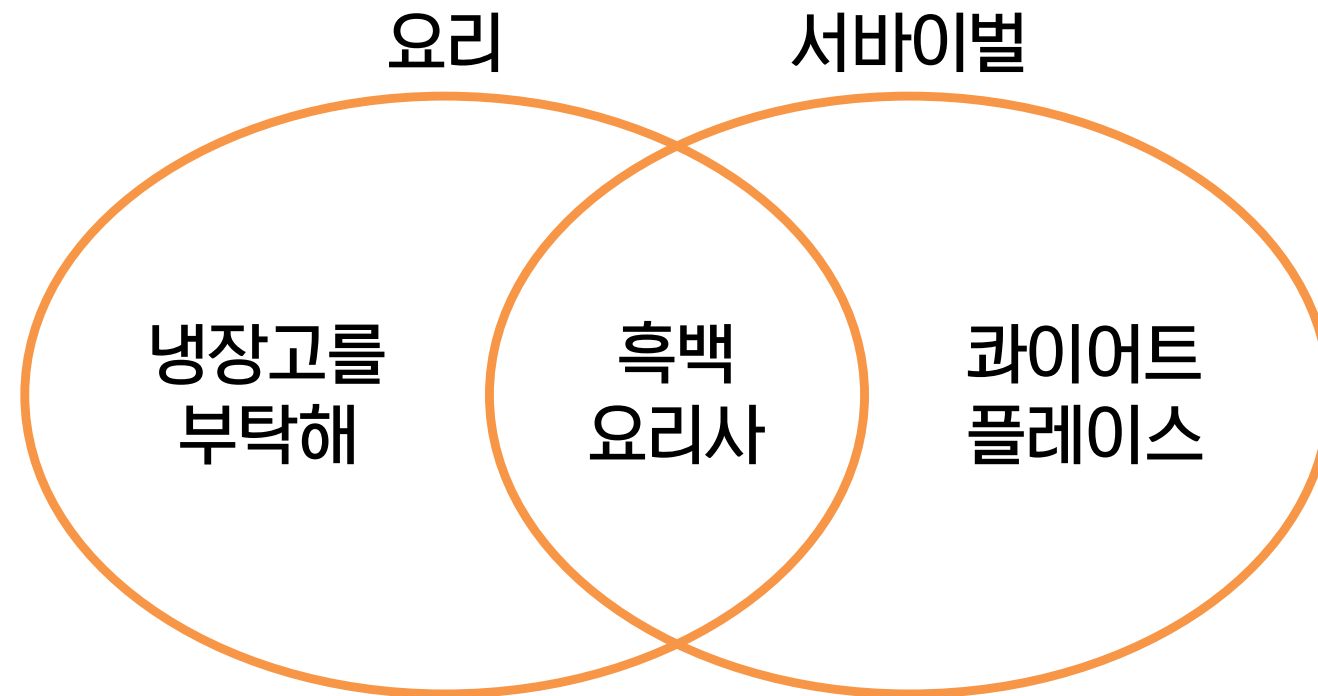 요리
서바이벌
냉장고를
부탁해
흑백
요리사
콰이어트
플레이스